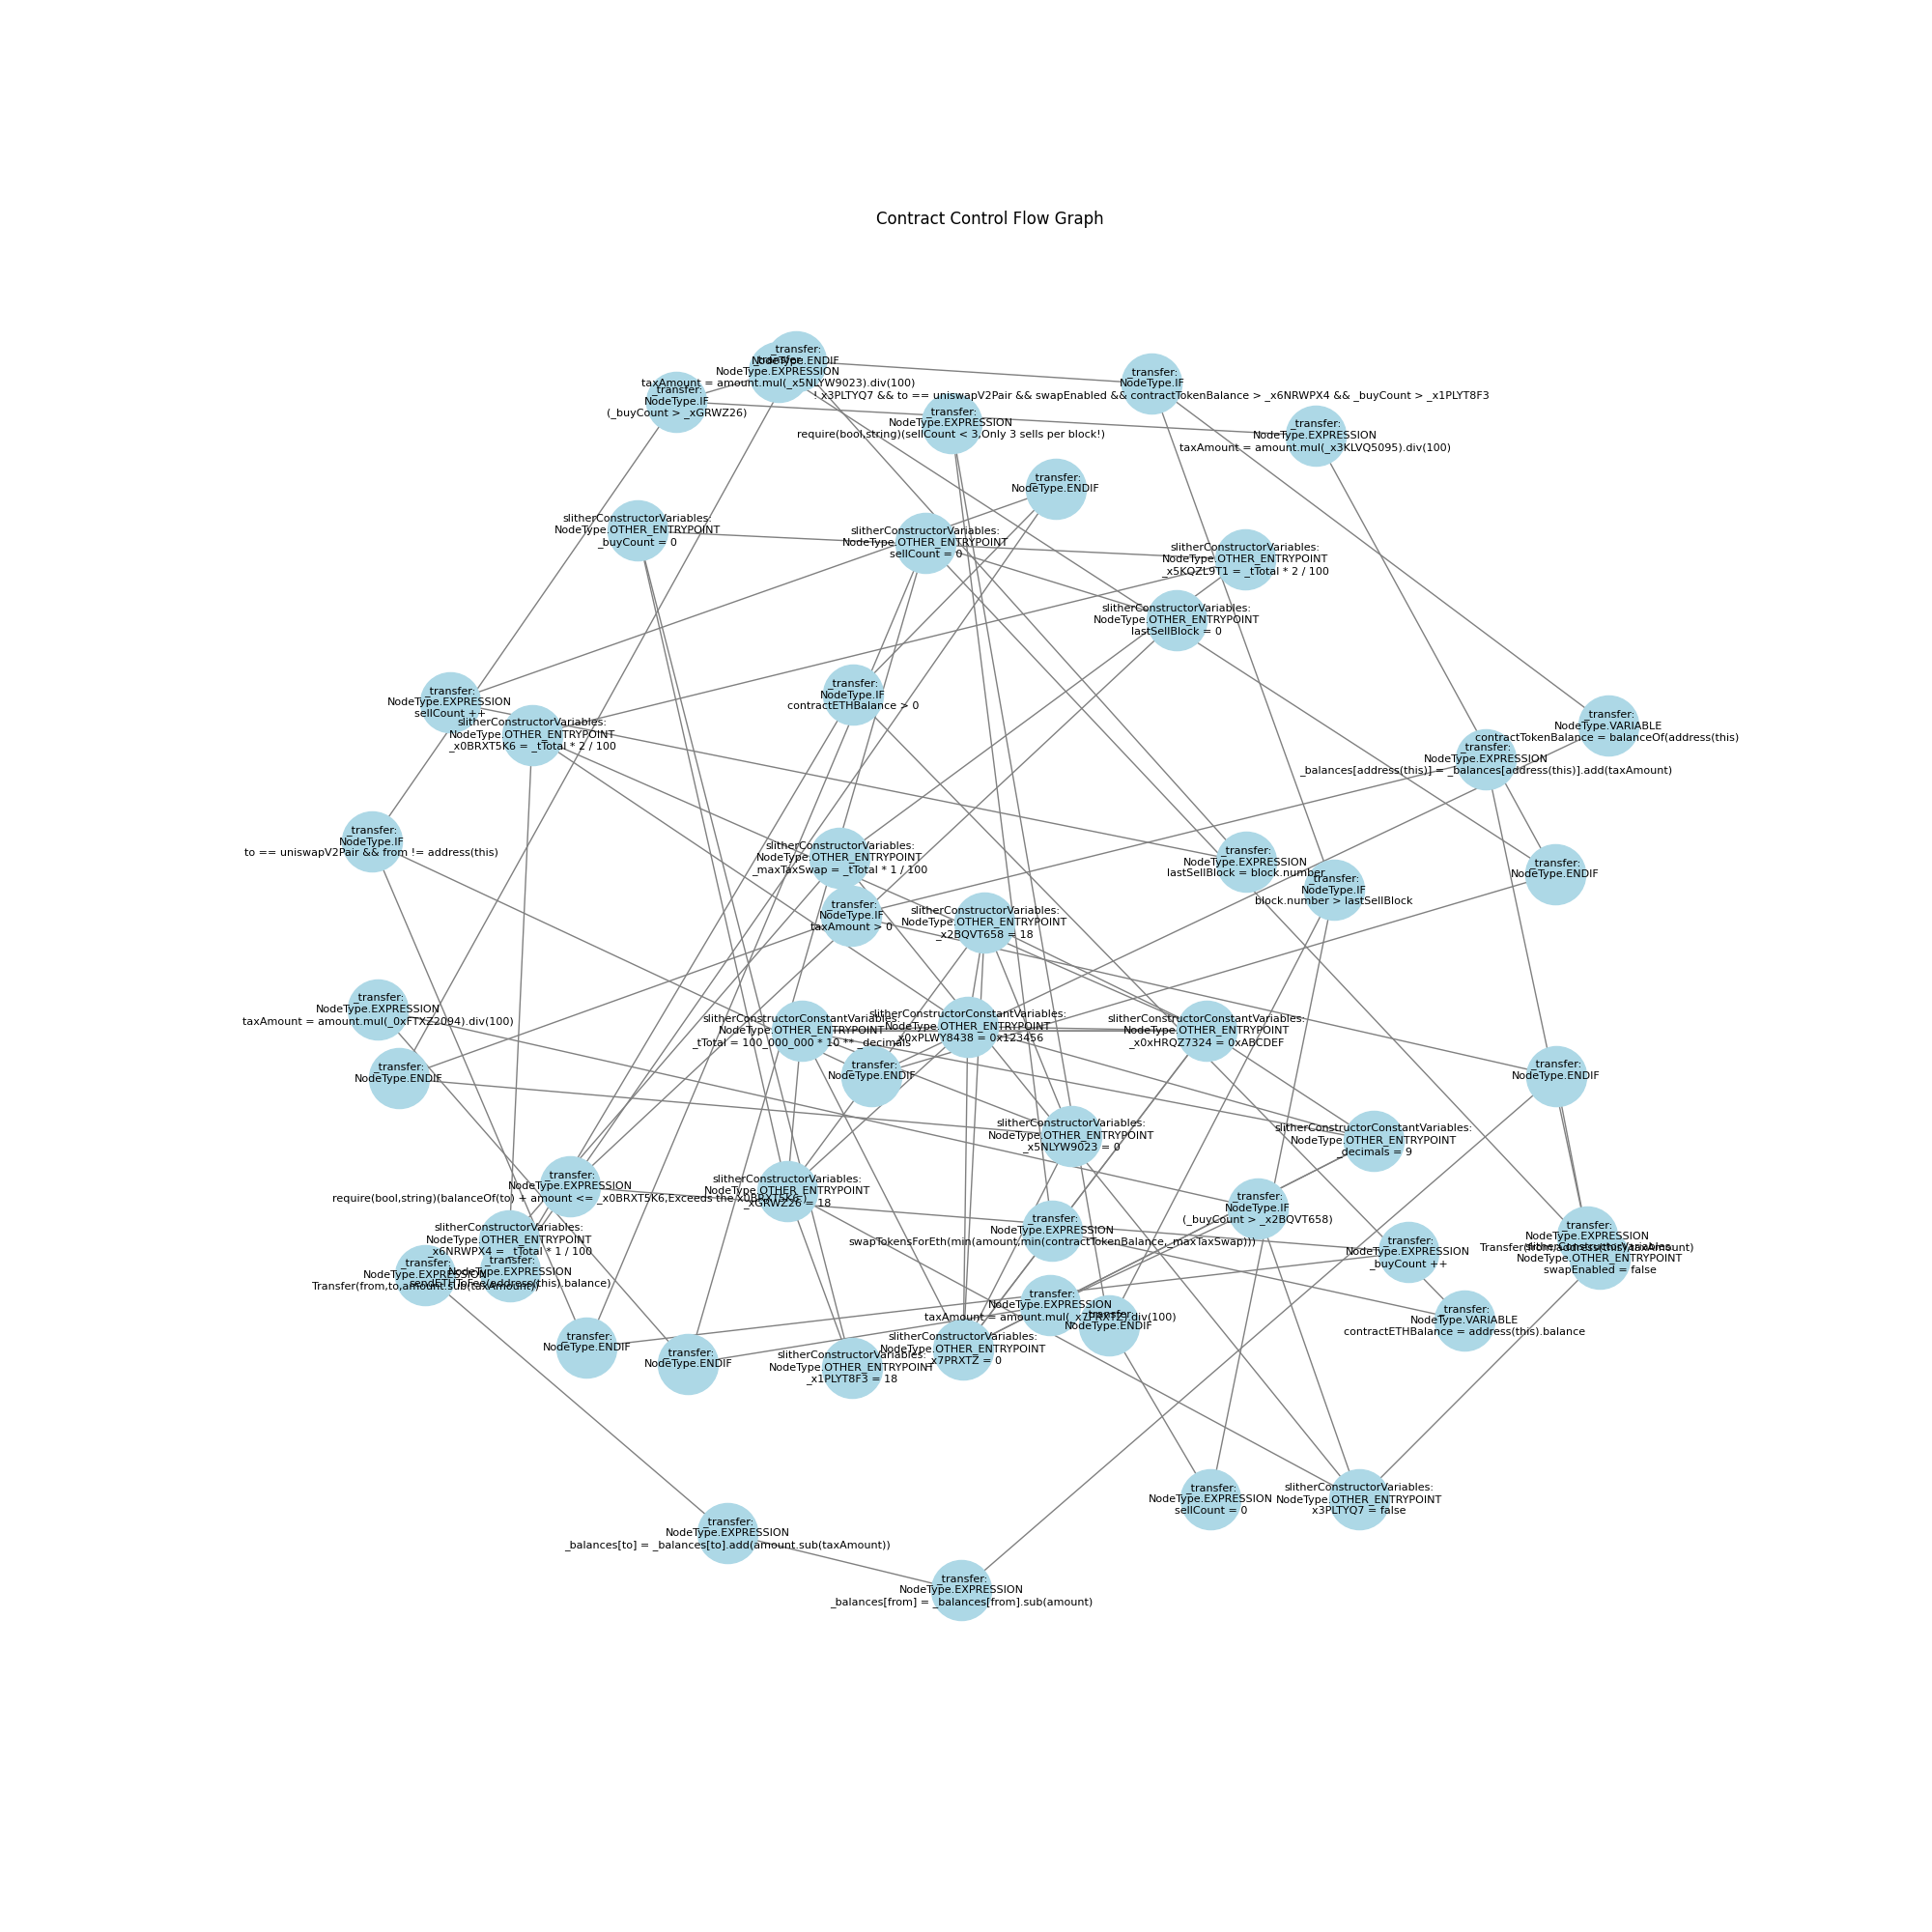 Contract Control Flow Graph
_transfer:
NodeType.ENDIF
_transfer:
NodeType.EXPRESSION
taxAmount = amount.mul(_x5NLYW9023).div(100)
_transfer:
NodeType.IF
! x3PLTYQ7 && to == uniswapV2Pair && swapEnabled && contractTokenBalance > _x6NRWPX4 && _buyCount > _x1PLYT8F3
_transfer:
NodeType.IF
(_buyCount > _xGRWZ26)
_transfer:
NodeType.EXPRESSION
require(bool,string)(sellCount < 3,Only 3 sells per block!)
_transfer:
NodeType.EXPRESSION
taxAmount = amount.mul(_x3KLVQ5095).div(100)
_transfer:
NodeType.ENDIF
slitherConstructorVariables:
NodeType.OTHER_ENTRYPOINT
_buyCount = 0
slitherConstructorVariables:
NodeType.OTHER_ENTRYPOINT
sellCount = 0
slitherConstructorVariables:
NodeType.OTHER_ENTRYPOINT
_x5KQZL9T1 = _tTotal * 2 / 100
slitherConstructorVariables:
NodeType.OTHER_ENTRYPOINT
lastSellBlock = 0
_transfer:
NodeType.EXPRESSION
sellCount ++
_transfer:
NodeType.IF
contractETHBalance > 0
slitherConstructorVariables:
NodeType.OTHER_ENTRYPOINT
_x0BRXT5K6 = _tTotal * 2 / 100
_transfer:
NodeType.VARIABLE
contractTokenBalance = balanceOf(address(this)
_transfer:
NodeType.EXPRESSION
_balances[address(this)] = _balances[address(this)].add(taxAmount)
_transfer:
NodeType.IF
to == uniswapV2Pair && from != address(this)
slitherConstructorVariables:
NodeType.OTHER_ENTRYPOINT
_maxTaxSwap = _tTotal * 1 / 100
_transfer:
NodeType.EXPRESSION
lastSellBlock = block.number
_transfer:
NodeType.IF
block.number > lastSellBlock
_transfer:
NodeType.ENDIF
_transfer:
NodeType.IF
taxAmount > 0
slitherConstructorVariables:
NodeType.OTHER_ENTRYPOINT
_x2BQVT658 = 18
_transfer:
NodeType.EXPRESSION
taxAmount = amount.mul(_0xFTXZ2094).div(100)
slitherConstructorConstantVariables:
NodeType.OTHER_ENTRYPOINT
_tTotal = 100_000_000 * 10 ** _decimals
slitherConstructorConstantVariables:
NodeType.OTHER_ENTRYPOINT
_x0xPLWY8438 = 0x123456
slitherConstructorConstantVariables:
NodeType.OTHER_ENTRYPOINT
_x0xHRQZ7324 = 0xABCDEF
_transfer:
NodeType.ENDIF
_transfer:
NodeType.ENDIF
_transfer:
NodeType.ENDIF
slitherConstructorVariables:
NodeType.OTHER_ENTRYPOINT
_x5NLYW9023 = 0
slitherConstructorConstantVariables:
NodeType.OTHER_ENTRYPOINT
_decimals = 9
_transfer:
NodeType.EXPRESSION
require(bool,string)(balanceOf(to) + amount <= _x0BRXT5K6,Exceeds the
slitherConstructorVariables:
NodeType.OTHER_ENTRYPOINT
_xGRWZ26 = 18
_transfer:
NodeType.IF
(_buyCount > _x2BQVT658)
_transfer:
NodeType.EXPRESSION
swapTokensForEth(min(amount,min(contractTokenBalance,_maxTaxSwap)))
slitherConstructorVariables:
NodeType.OTHER_ENTRYPOINT
_x6NRWPX4 = _tTotal * 1 / 100
_transfer:
NodeType.EXPRESSION
Transfer(from,address(this),taxAmount)
slitherConstructorVariables:
NodeType.OTHER_ENTRYPOINT
swapEnabled = false
_transfer:
NodeType.EXPRESSION
_buyCount ++
_transfer:
NodeType.EXPRESSION
Transfer(from,to,amount.sub(taxAmount))
_transfer:
NodeType.EXPRESSION
sendETHToFee(address(this).balance)
_transfer:
NodeType.EXPRESSION
taxAmount = amount.mul(_x7PRXTZ).div(100)
_transfer:
NodeType.ENDIF
_transfer:
NodeType.VARIABLE
contractETHBalance = address(this).balance
_transfer:
NodeType.ENDIF
_transfer:
NodeType.ENDIF
slitherConstructorVariables:
NodeType.OTHER_ENTRYPOINT
_x7PRXTZ = 0
slitherConstructorVariables:
NodeType.OTHER_ENTRYPOINT
_x1PLYT8F3 = 18
_transfer:
NodeType.EXPRESSION
sellCount = 0
slitherConstructorVariables:
NodeType.OTHER_ENTRYPOINT
x3PLTYQ7 = false
_transfer:
NodeType.EXPRESSION
_balances[to] = _balances[to].add(amount.sub(taxAmount))
_transfer:
NodeType.EXPRESSION
_balances[from] = _balances[from].sub(amount)